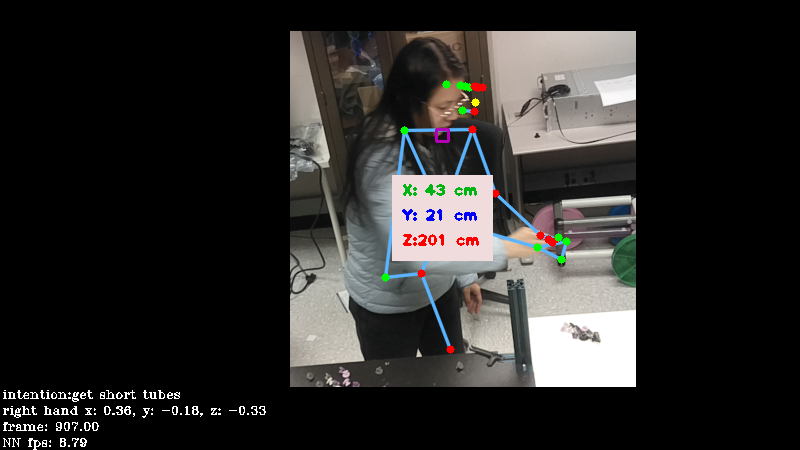 X: 43 cm
Y: 21 cm
Z:201 cm
intention:get short tubes
right hand x: 0.36, y: −0.18, z: −0.33
frame: 907.00
NN fps: 8.79